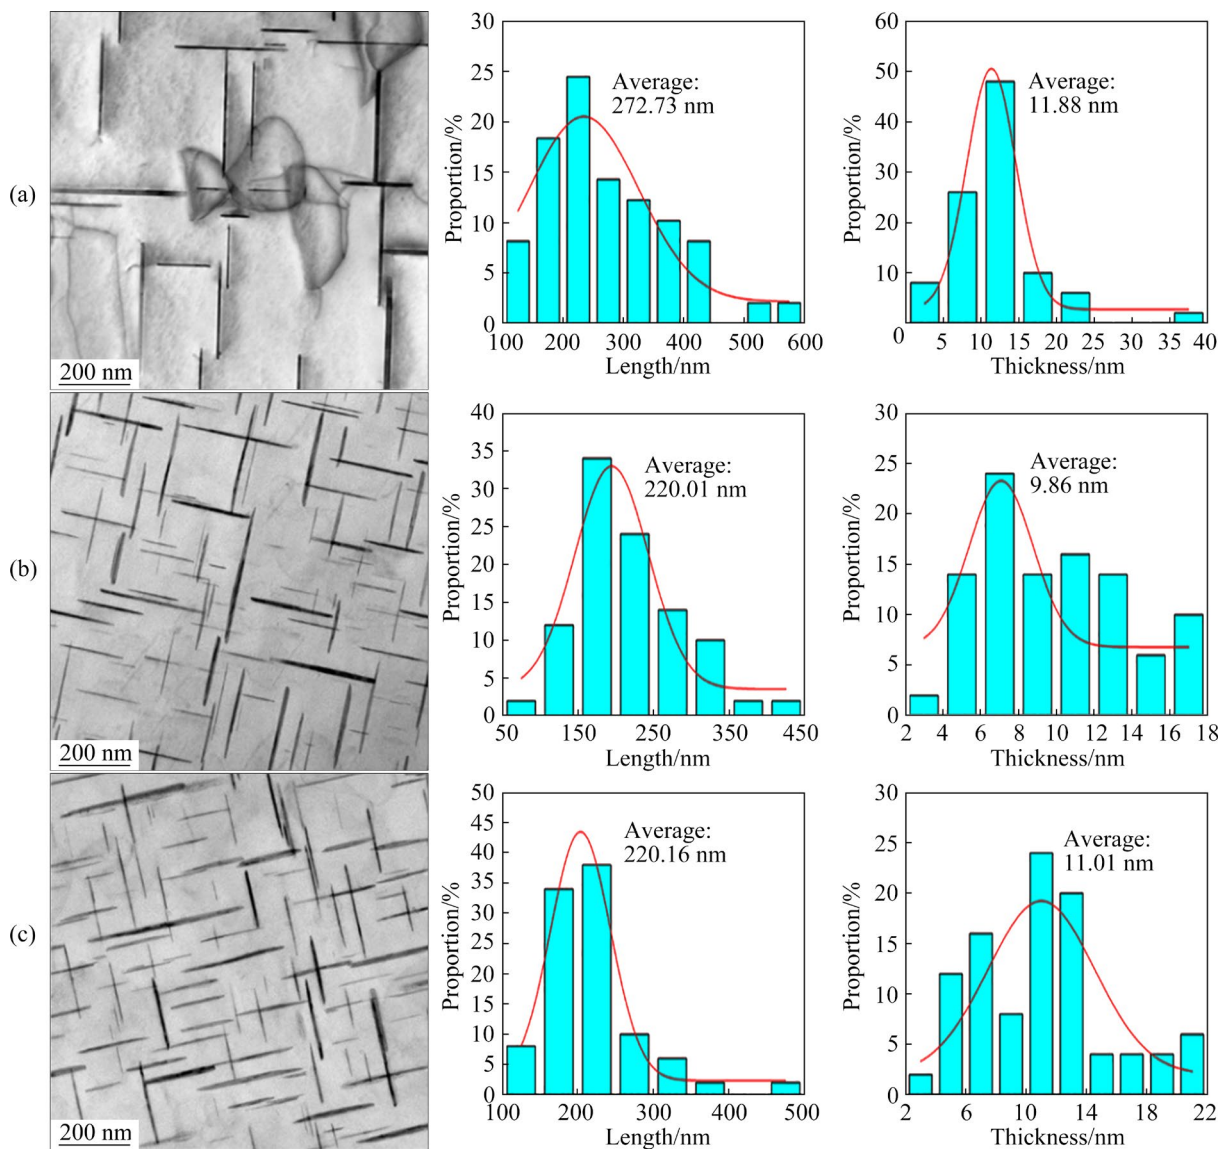 (a)
200 nm
30
25
20
15
10
5
0
Proportion/%
Average:
272.73 nm
100 200 300 400 500 600
Length/nm
60
50
40
30
20
10
0
Proportion/%
Average:
11.88 nm
0 5 10 15 20 25 30 35 40
Thickness/nm
(b)
200 nm
40
35
30
25
20
15
10
5
0
Proportion/%
Average:
220.01 nm
50 150 250 350 450
Length/nm
30
25
20
15
10
5
0
Proportion/%
Average:
9.86 nm
2 4 6 8 10 12 14 16 18
Thickness/nm
(c)
200 nm
50
45
40
35
30
25
20
15
10
5
0
Proportion/%
Average:
220.16 nm
100 200 300 400 500
Length/nm
30
25
20
15
10
5
0
Proportion/%
Average:
11.01 nm
2 6 10 14 18 22
Thickness/nm